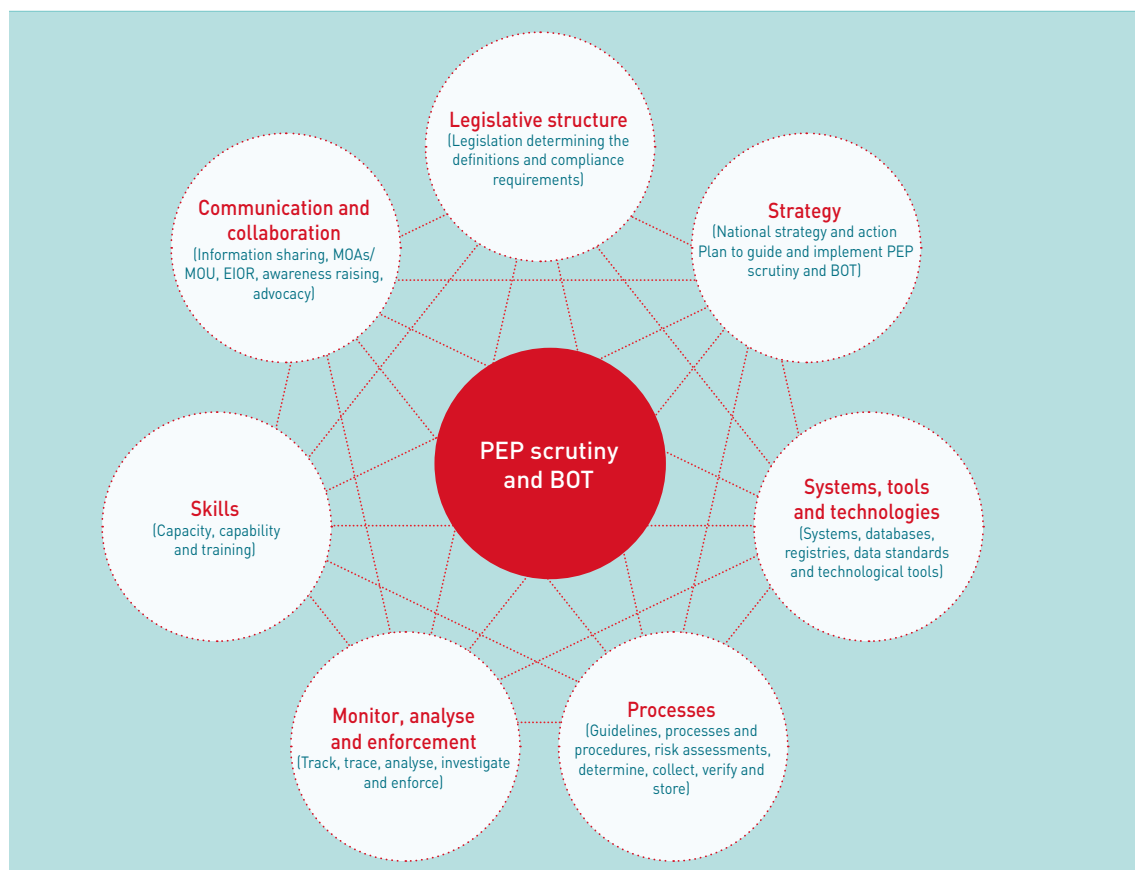 Legislative structure
(Legislation determining the
definitions and compliance
requirements)
Communication and
collaboration
(Information sharing, MOAs/
MOU, EIOR, awareness raising,
advocacy)
Strategy
(National strategy and action
Plan to guide and implement PEP
scrutiny and BOT)
PEP scrutiny
and BOT
Skills
(Capacity, capability
and training)
Systems, tools
and technologies
(Systems, databases,
registries, data standards
and technological tools)
Monitor, analyse
and enforcement
(Track, trace, analyse, investigate
and enforce)
Processes
(Guidelines, processes and
procedures, risk assessments,
determine, collect, verify and
store)